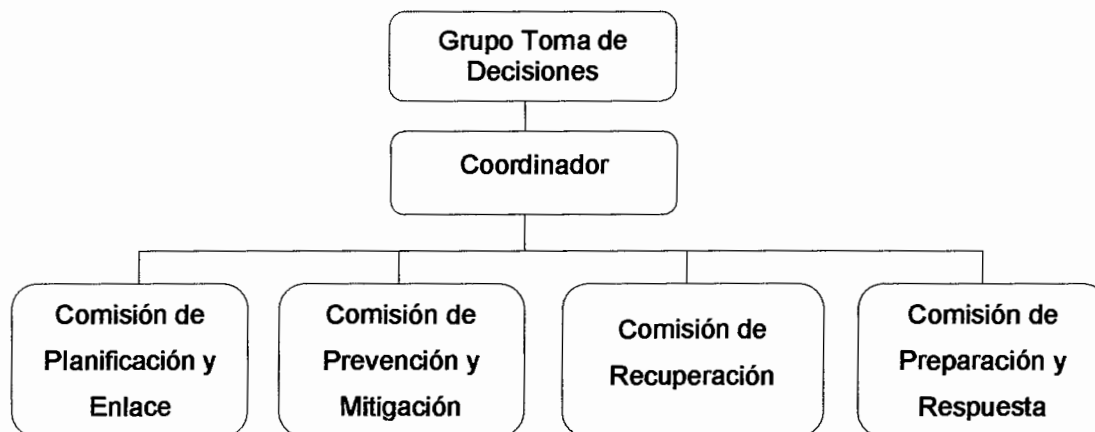 Grupo Toma de
Decisiones
Coordinador
Comisión de
Planificación y
Enlace
Comisión de
Prevención y
Mitigación
Comisión de
Recuperación
Comisión de
Preparación y
Respuesta